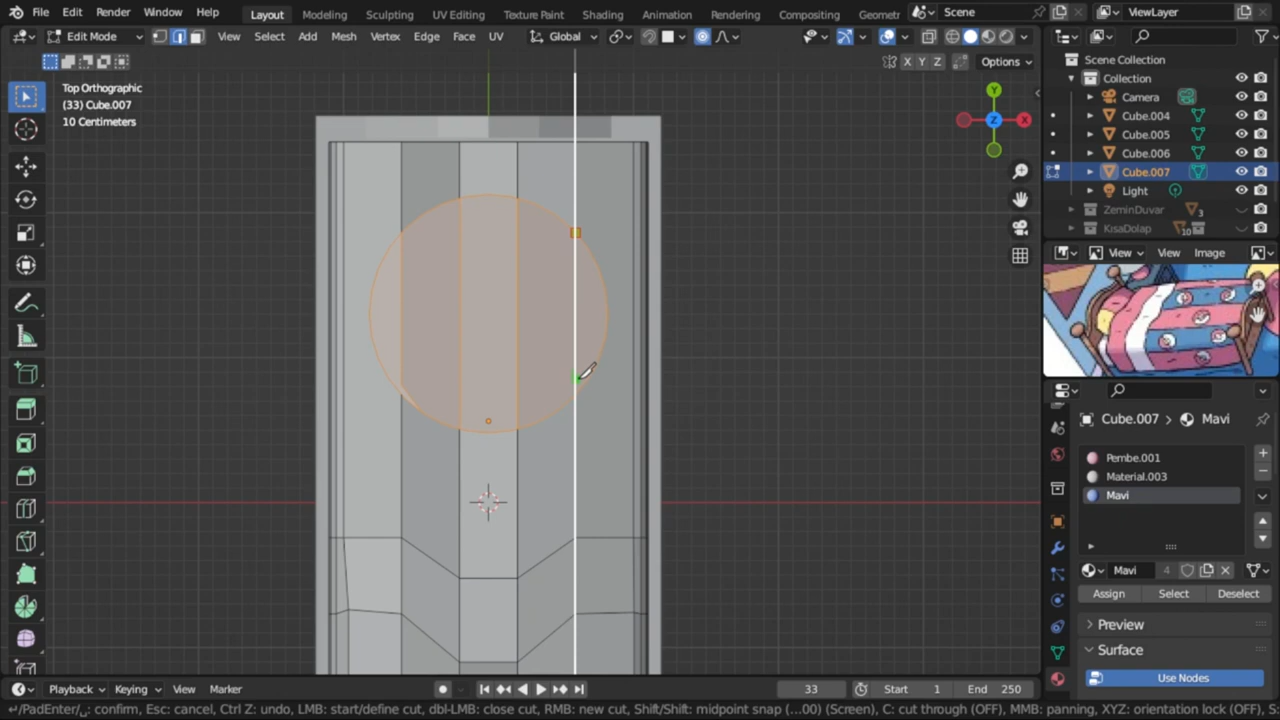 File Edit Render Window Help Layout Modeling Sculpting UV Editing Texture Paint Shading Animation Rendering Compositing Geometr Scene ViewLayer
Edit Mode View Select Add Mesh Vertex Edge Face UV Global
X Y Z Options
Top Orthographic
(33) Cube.007
10 Centimeters
Y
Z
X
Scene Collection
Collection
Camera
Cube.004
Cube.005
Cube.006
Cube.007
Light
ZeminDuvar 3
KisaDolap 10
View View Image
Cube.007 > Mavi
Pembe.001
Material.003
Mavi
Mavi 4
Assign Select Deselect
Preview
Surface
Use Nodes
Playback Keying View Marker 33 Start 1 End 250
↵/PadEnter/␣: confirm, Esc: cancel, Ctrl Z: undo, LMB: start/define cut, dbl-LMB: close cut, RMB: new cut, Shift/Shift: midpoint snap (...00) (Screen), C: cut through (OFF), MMB: panning, XYZ: orientation lock (OFF), S: